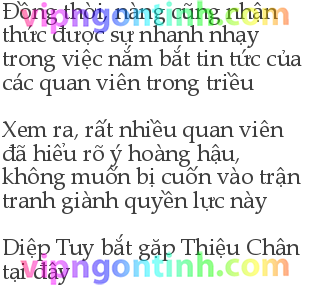 Đồng thời, nàng cũng nhân
thức được sự nhanh nhạy
trong việc nắm bắt tin tức của
các quan viên trong triều
Xem ra, rất nhiều quan viên
đã hiểu rõ ý hoàng hậu,
không muốn bị cuốn vào trận
tranh giành quyền lực này
Diệp Tuy bắt gặp Thiệu Chân
tại đây
vipngontinh.com
vipngontinh.com